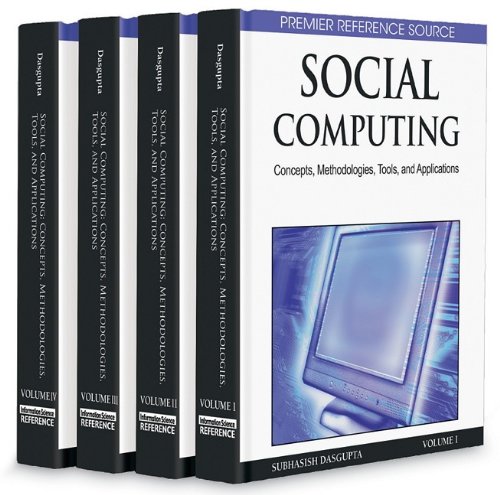 Dasgupta
SOCIAL COMPUTING: CONCEPTS, METHODOLOGIES,
TOOLS, AND APPLICATIONS
VOLUME IV
Information Science
REFERENCE
Dasgupta
SOCIAL COMPUTING: CONCEPTS, METHODOLOGIES,
TOOLS, AND APPLICATIONS
VOLUME III
Information Science
REFERENCE
Dasgupta
SOCIAL COMPUTING: CONCEPTS, METHODOLOGIES,
TOOLS, AND APPLICATIONS
VOLUME II
Information Science
REFERENCE
Dasgupta
SOCIAL COMPUTING: CONCEPTS, METHODOLOGIES,
TOOLS, AND APPLICATIONS
VOLUME I
Information Science
REFERENCE
PREMIER REFERENCE SOURCE
SOCIAL
COMPUTING
Concepts, Methodologies, Tools, and Applications
SUBHASISH DASGUPTA
VOLUME I